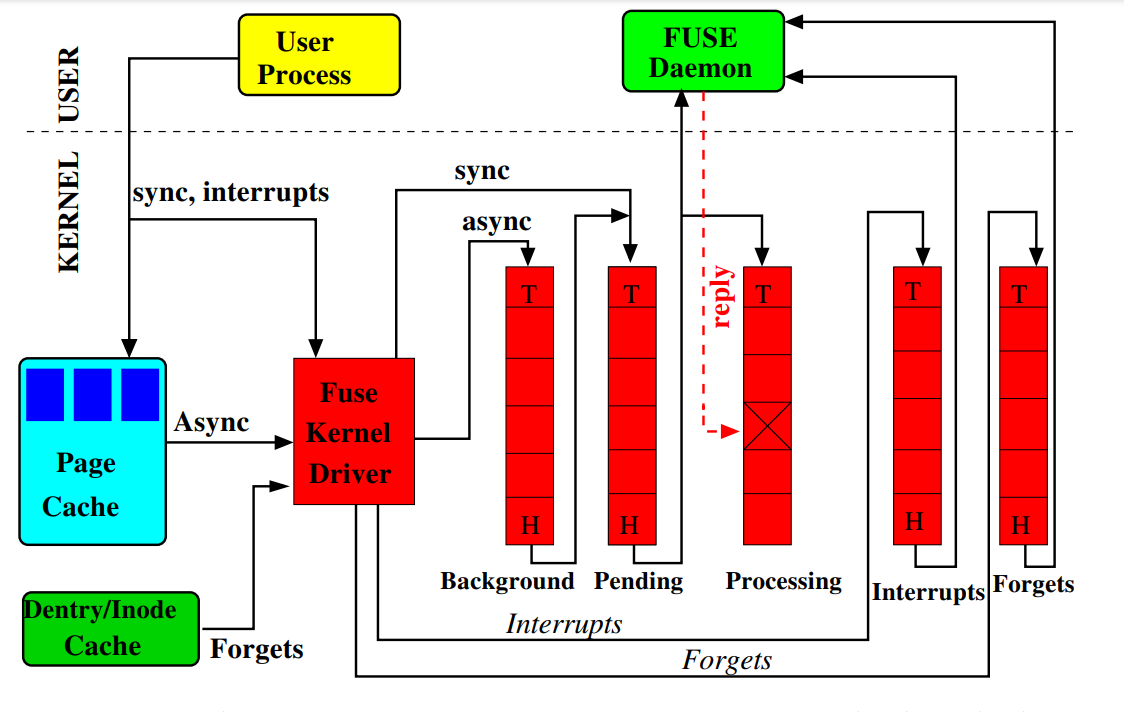 User
Process
FUSE
Daemon
USER
KERNEL
sync, interrupts
sync
async
reply
T
T
T
T
T
Fuse
Kernel
Driver
Async
Page
Cache
H
H
H
H
Background
Pending
Processing
Interrupts
Forgets
Dentry/Inode
Cache
Forgets
Interrupts
Forgets